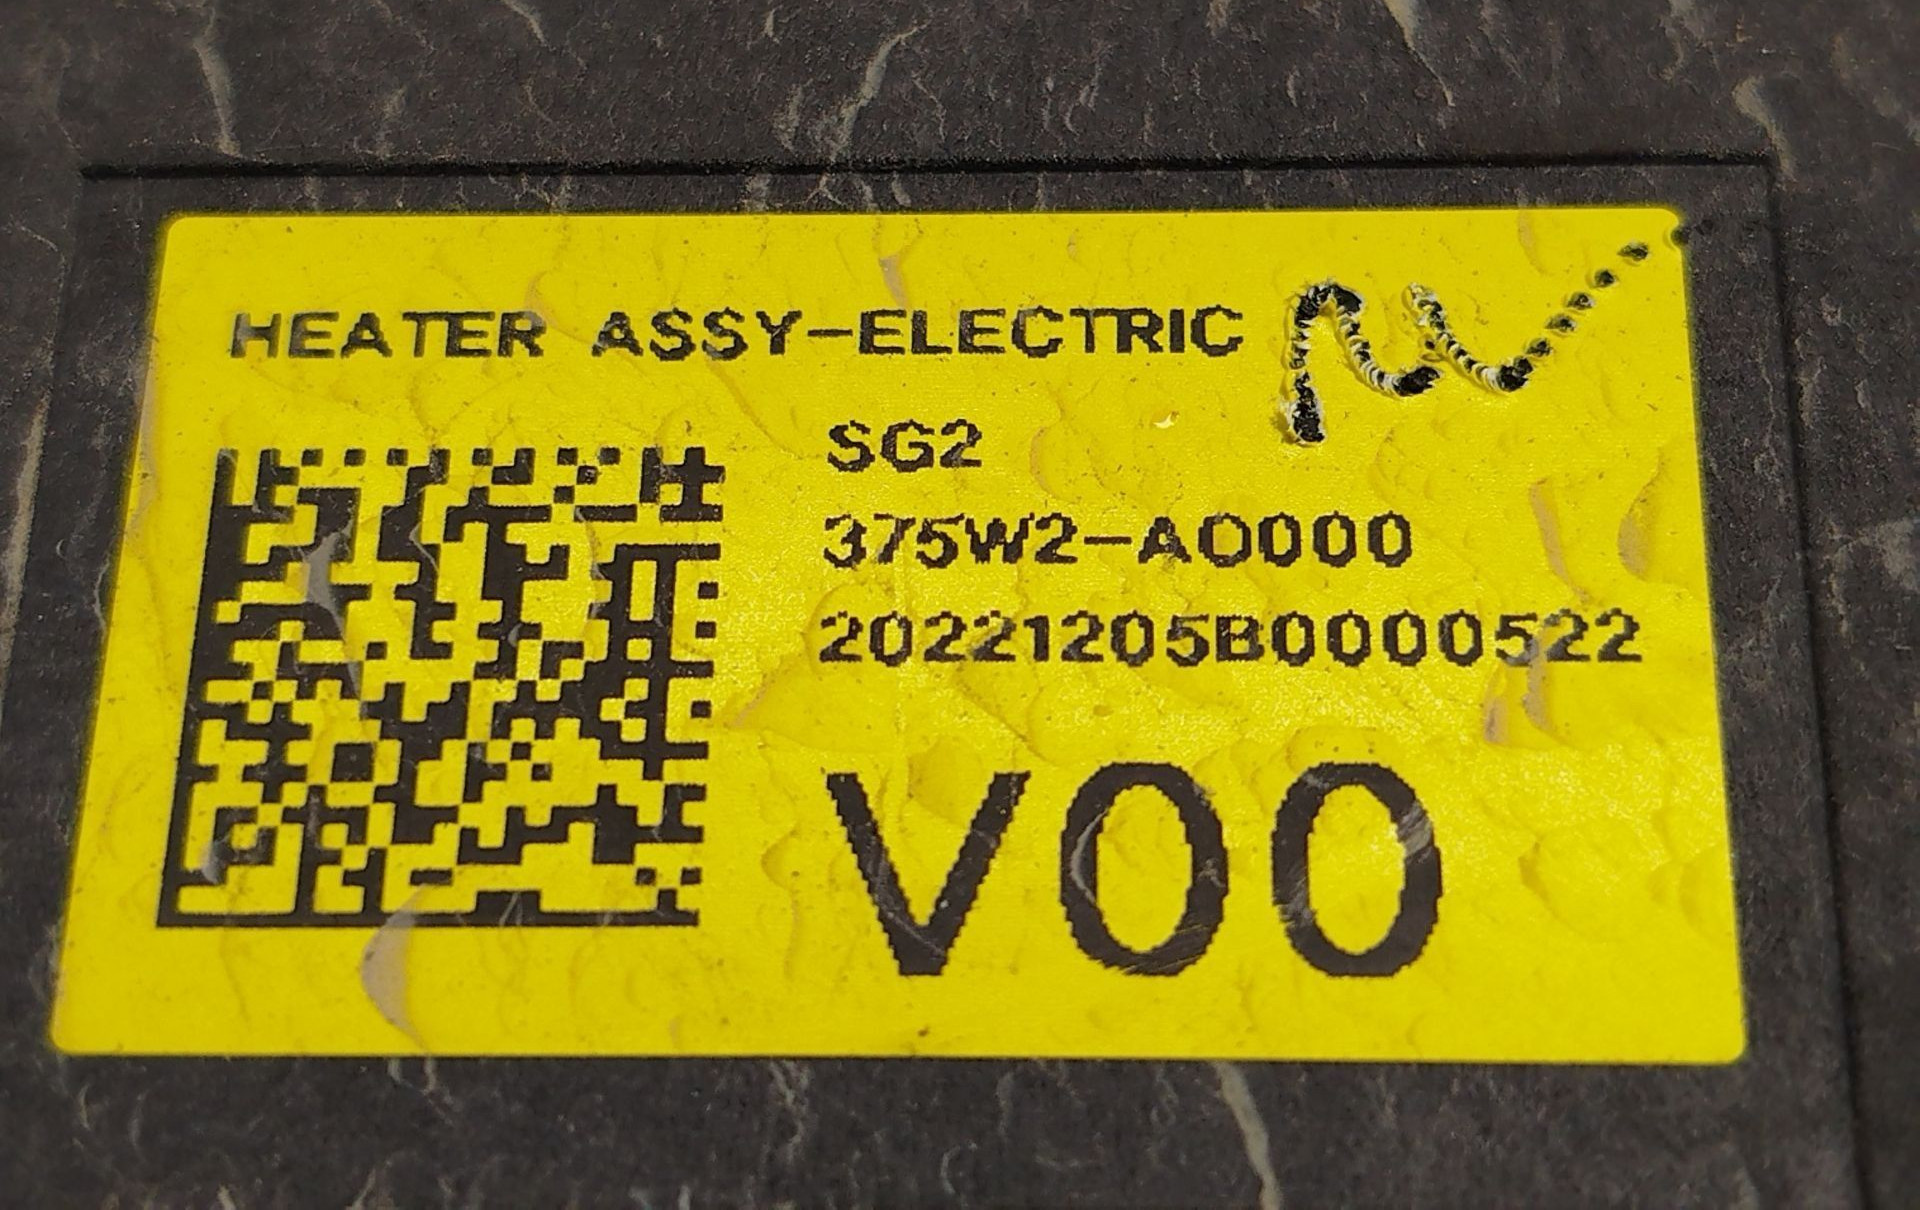 HEATER ASSY-ELECTRIC
SG2
375W2-AO000
20221205B0000522
V00